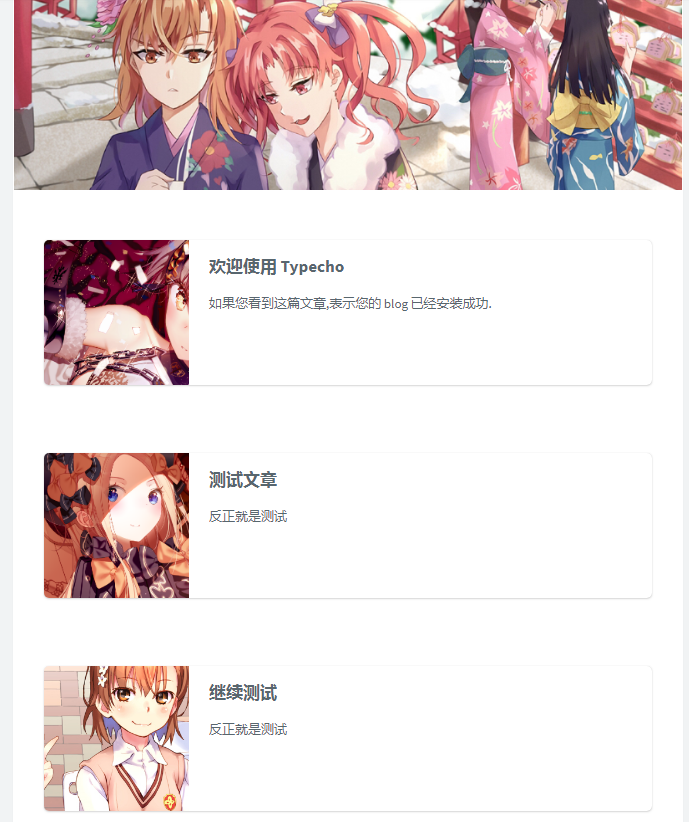 欢迎使用 Typecho
如果您看到这篇文章,表示您的 blog 已经安装成功.
测试文章
反正就是测试
继续测试
反正就是测试